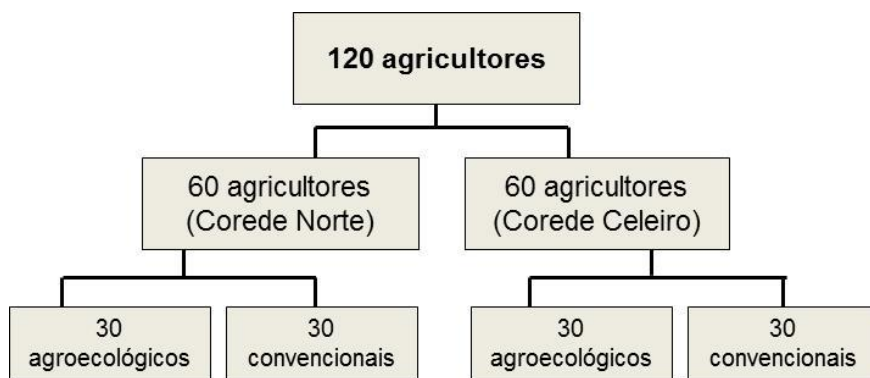 120 agricultores
60 agricultores
(Corede Norte)
60 agricultores
(Corede Celeiro)
30
agroecológicos
30
convencionais
30
agroecológicos
30
convencionais